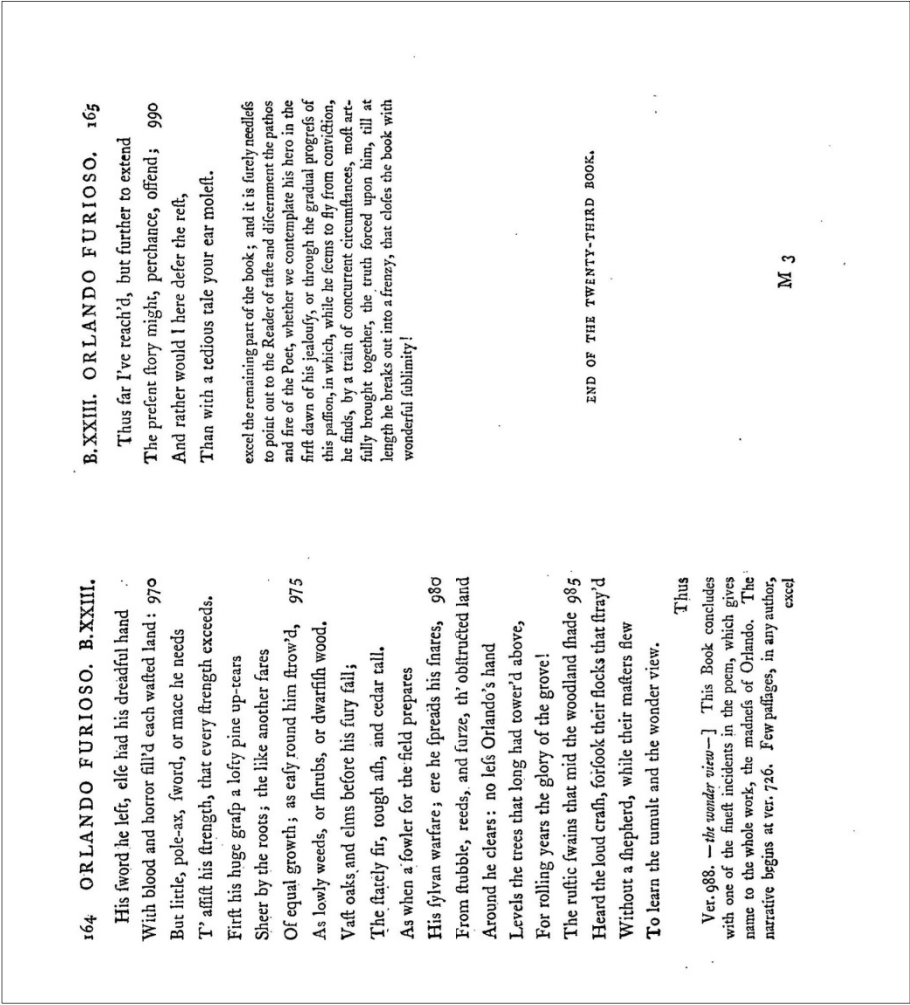 164 ORLANDO FURIOSO. B.XXIII.
His ſword he left, elſe had his dreadful hand
With blood and horror fill'd each waſted land: 970
But little, pole-ax, ſword, or mace he needs
T' aſſiſt his ſtrength, that every ſtrength exceeds.
Firſt his huge graſp a lofty pine up-tears
Sheer by the roots; the like another fares
Of equal growth; as eaſy round him ſtrow'd, 975
As lowly weeds, or ſhrubs, or dwarfiſh wood.
Vaſt oaks and elms before his fury fall;
The ſtately fir, tough aſh, and cedar tall.
As when a fowler for the field prepares
His ſylvan warfare; ere he ſpreads his ſnares, 980
From ſtubble, reeds, and furze, th' obſtructed land
Around he clears: no leſs Orlando's hand
Levels the trees that long had tower'd above,
For rolling years the glory of the grove!
The ruſtic ſwains that mid the woodland ſhade 985
Heard the loud craſh, forſook their flocks that ſtray'd
Without a ſhepherd, while their maſters flew
To learn the tumult and the wonder view.
Thus
Ver. 988. —the wonder view—] This Book concludes
with one of the fineſt incidents in the poem, which gives
name to the whole work, the madneſs of Orlando. The
narrative begins at ver. 726. Few paſſages, in any author,
excel
B.XXIII. ORLANDO FURIOSO. 165
Thus far I've reach'd, but further to extend
The preſent ſtory might, perchance, offend; 990
And rather would I here defer the reſt,
Than with a tedious tale your ear moleſt.
excel the remaining part of the book; and it is ſurely needleſs
to point out to the Reader of taſte and diſcernment the pathos
and fire of the Poet, whether we contemplate his hero in the
firſt dawn of his jealouſy, or through the gradual progreſs of
this paſſion, in which, while he ſeems to fly from conviction,
he finds, by a train of concurrent circumſtances, moſt art-
fully brought together, the truth forced upon him, till at
length he breaks out into a frenzy, that cloſes the book with
wonderful ſublimity!
END OF THE TWENTY-THIRD BOOK.
M 3